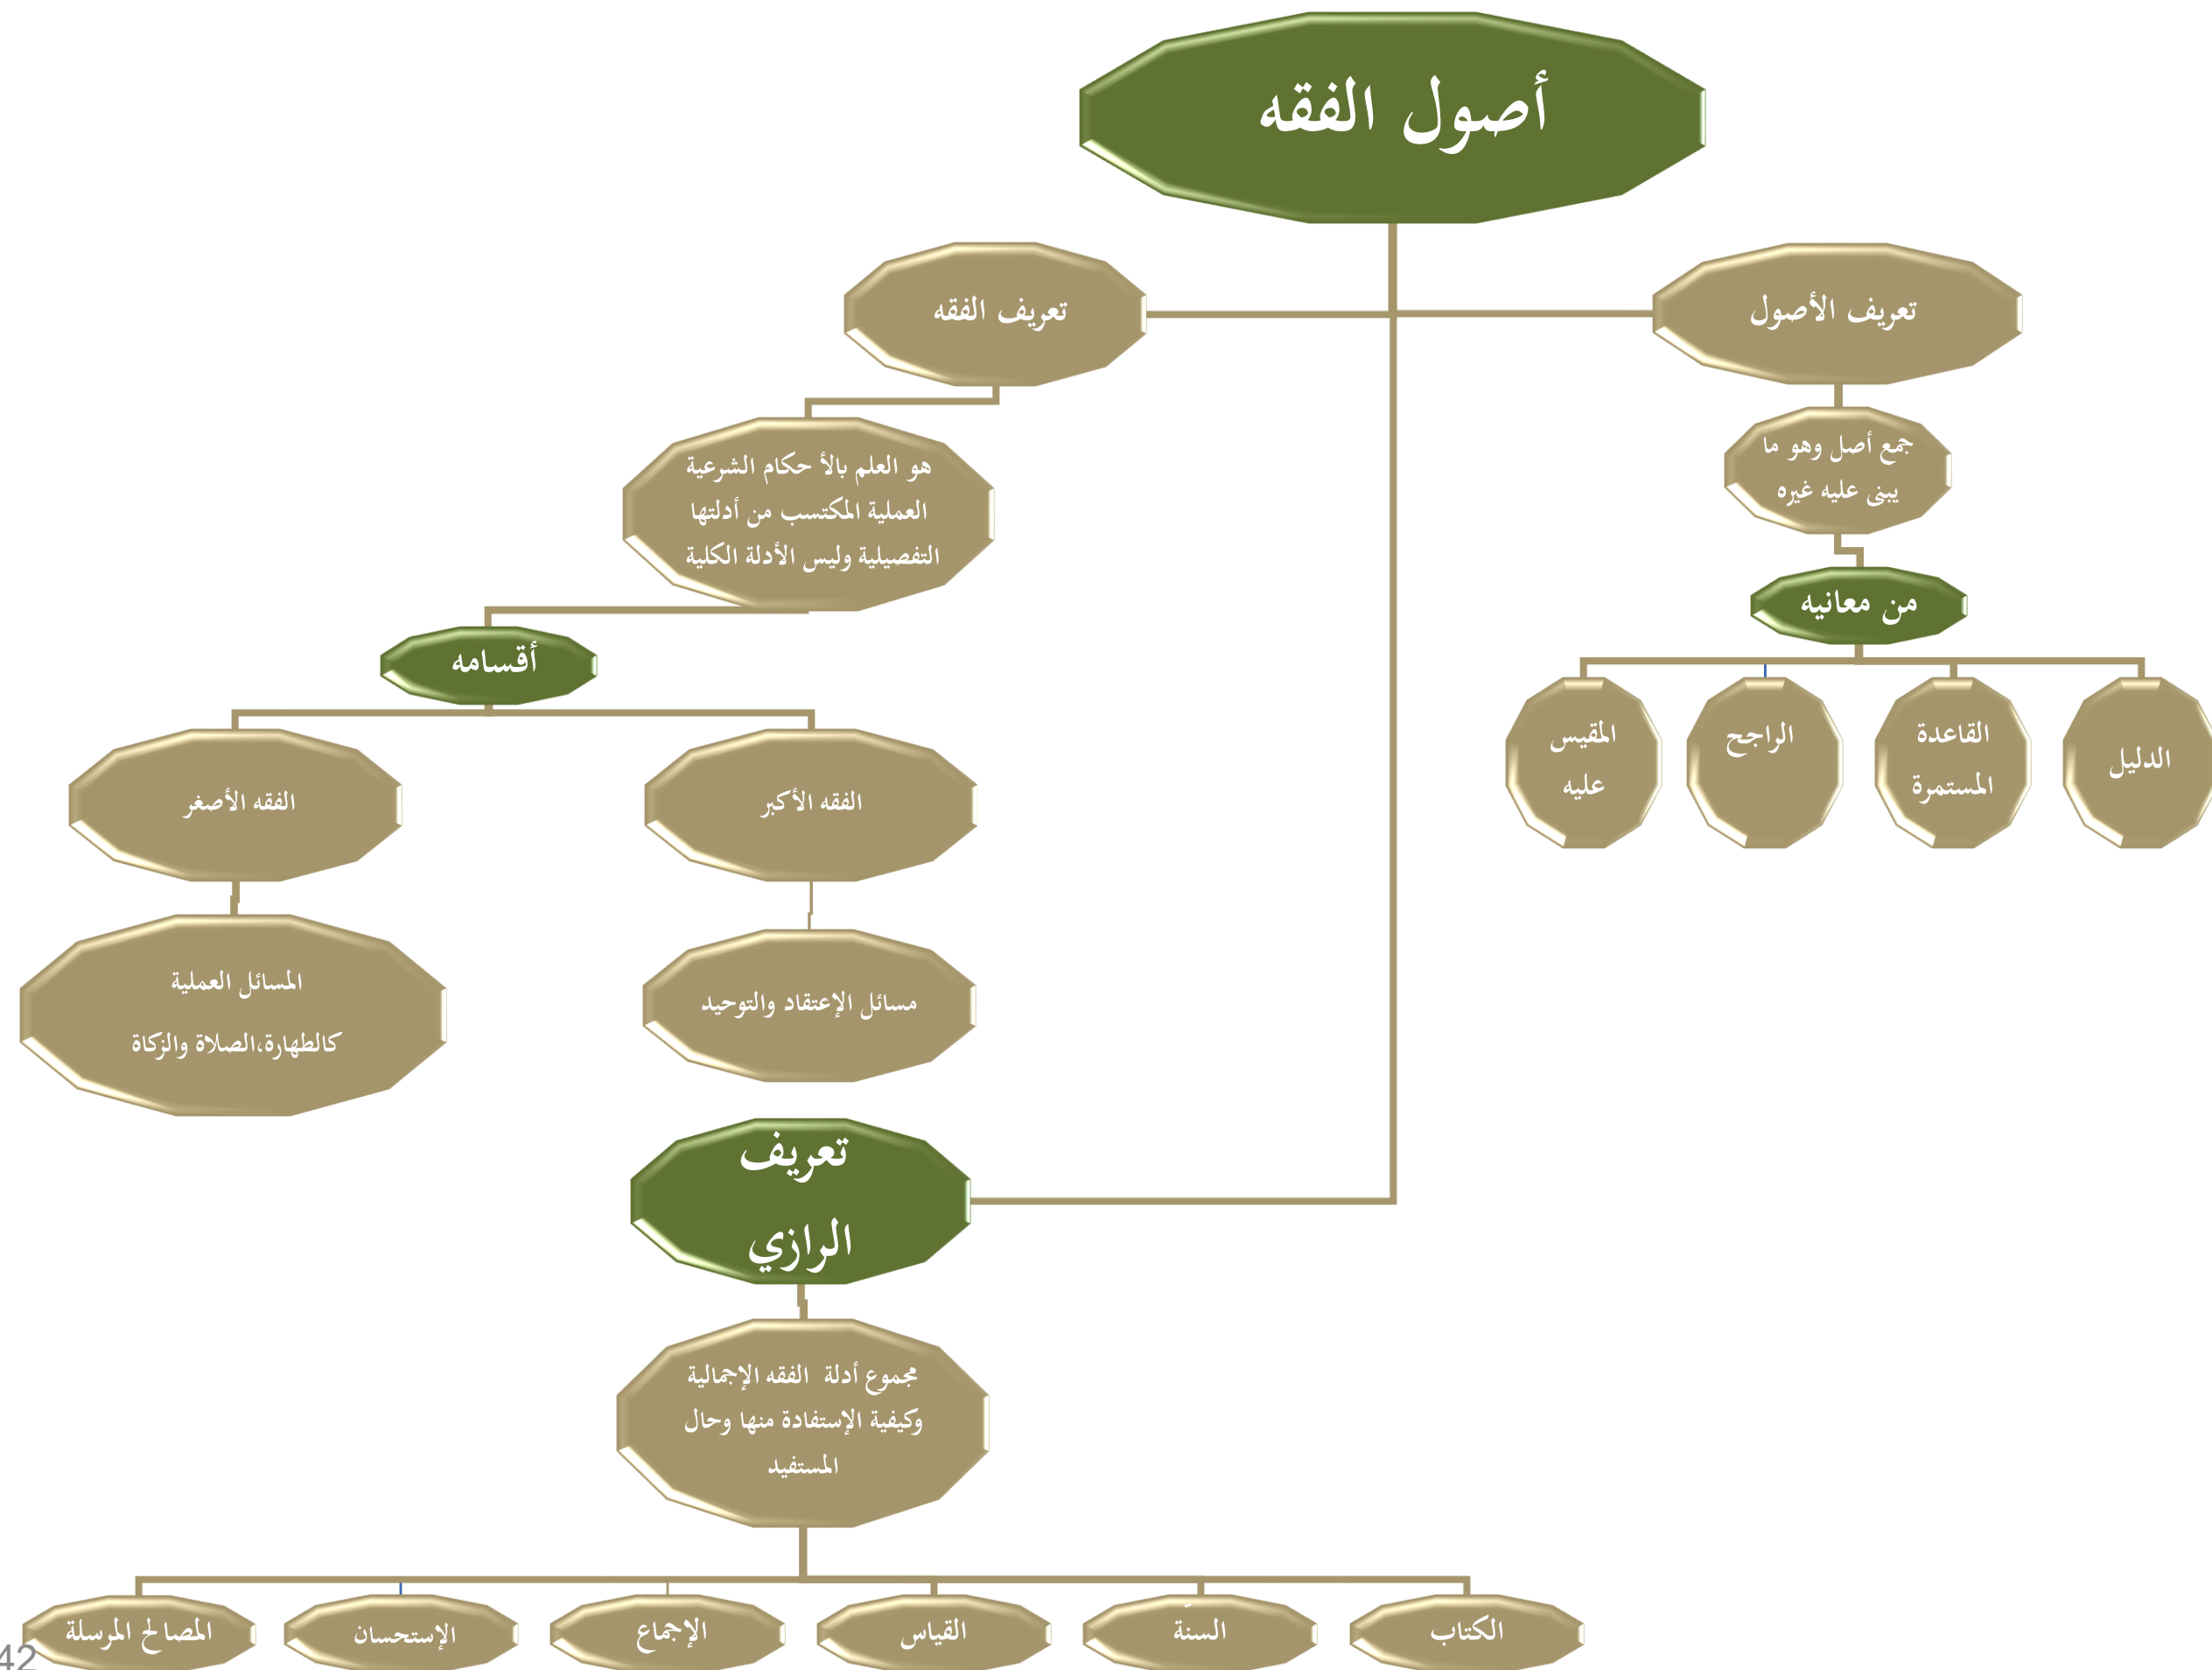 أصول الفقه
تعريف الأصول
تعريف الفقه
جمع أصل وهو ما
يبنى عليه غيره
هو العلم بالأ حكام الشرعية
العملية المكتسب من أدلتها
التفصيلية وليس الأدلة الكلية
من معانيه
أقسامه
الدليل
القاعدة
المستمرة
الراجح
المقيس
عليه
الفقه الأكبر
الفقه الأصغر
مسائل الإعتقاد والتوحيد
المسائل العملية
كالطهارة،الصلاة والزكاة
تعريف
الرازي
مجموع أدلة الفقه الإجمالية
وكيفية الإستفادة منها وحال
المستفيد
الكتاب
السنّة
القياس
الإجماع
الإستحسان
المصالح المرسلة
42